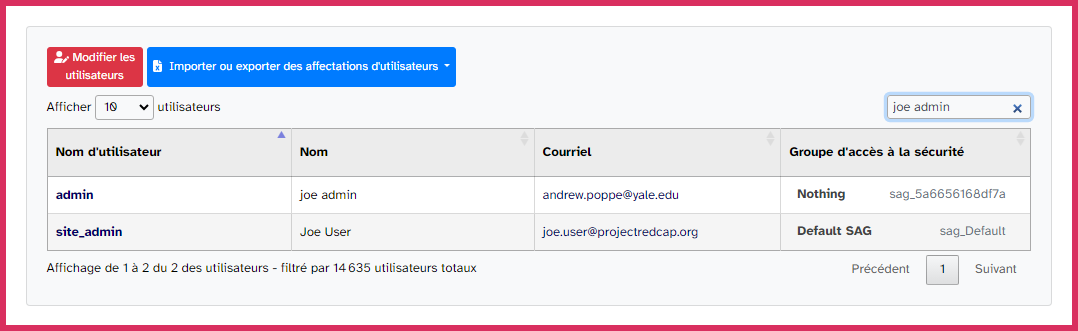 Modifier les
utilisateurs
Importer ou exporter des affectations d'utilisateurs
Afficher 10 utilisateurs
joe admin
Nom d'utilisateur Nom Courriel Groupe d'accès à la sécurité
admin joe admin andrew.poppe@yale.edu Nothing sag_5a6656168df7a
site_admin Joe User joe.user@projectredcap.org Default SAG sag_Default
Affichage de 1 à 2 du 2 des utilisateurs - filtré par 14 635 utilisateurs totaux
Précédent 1 Suivant